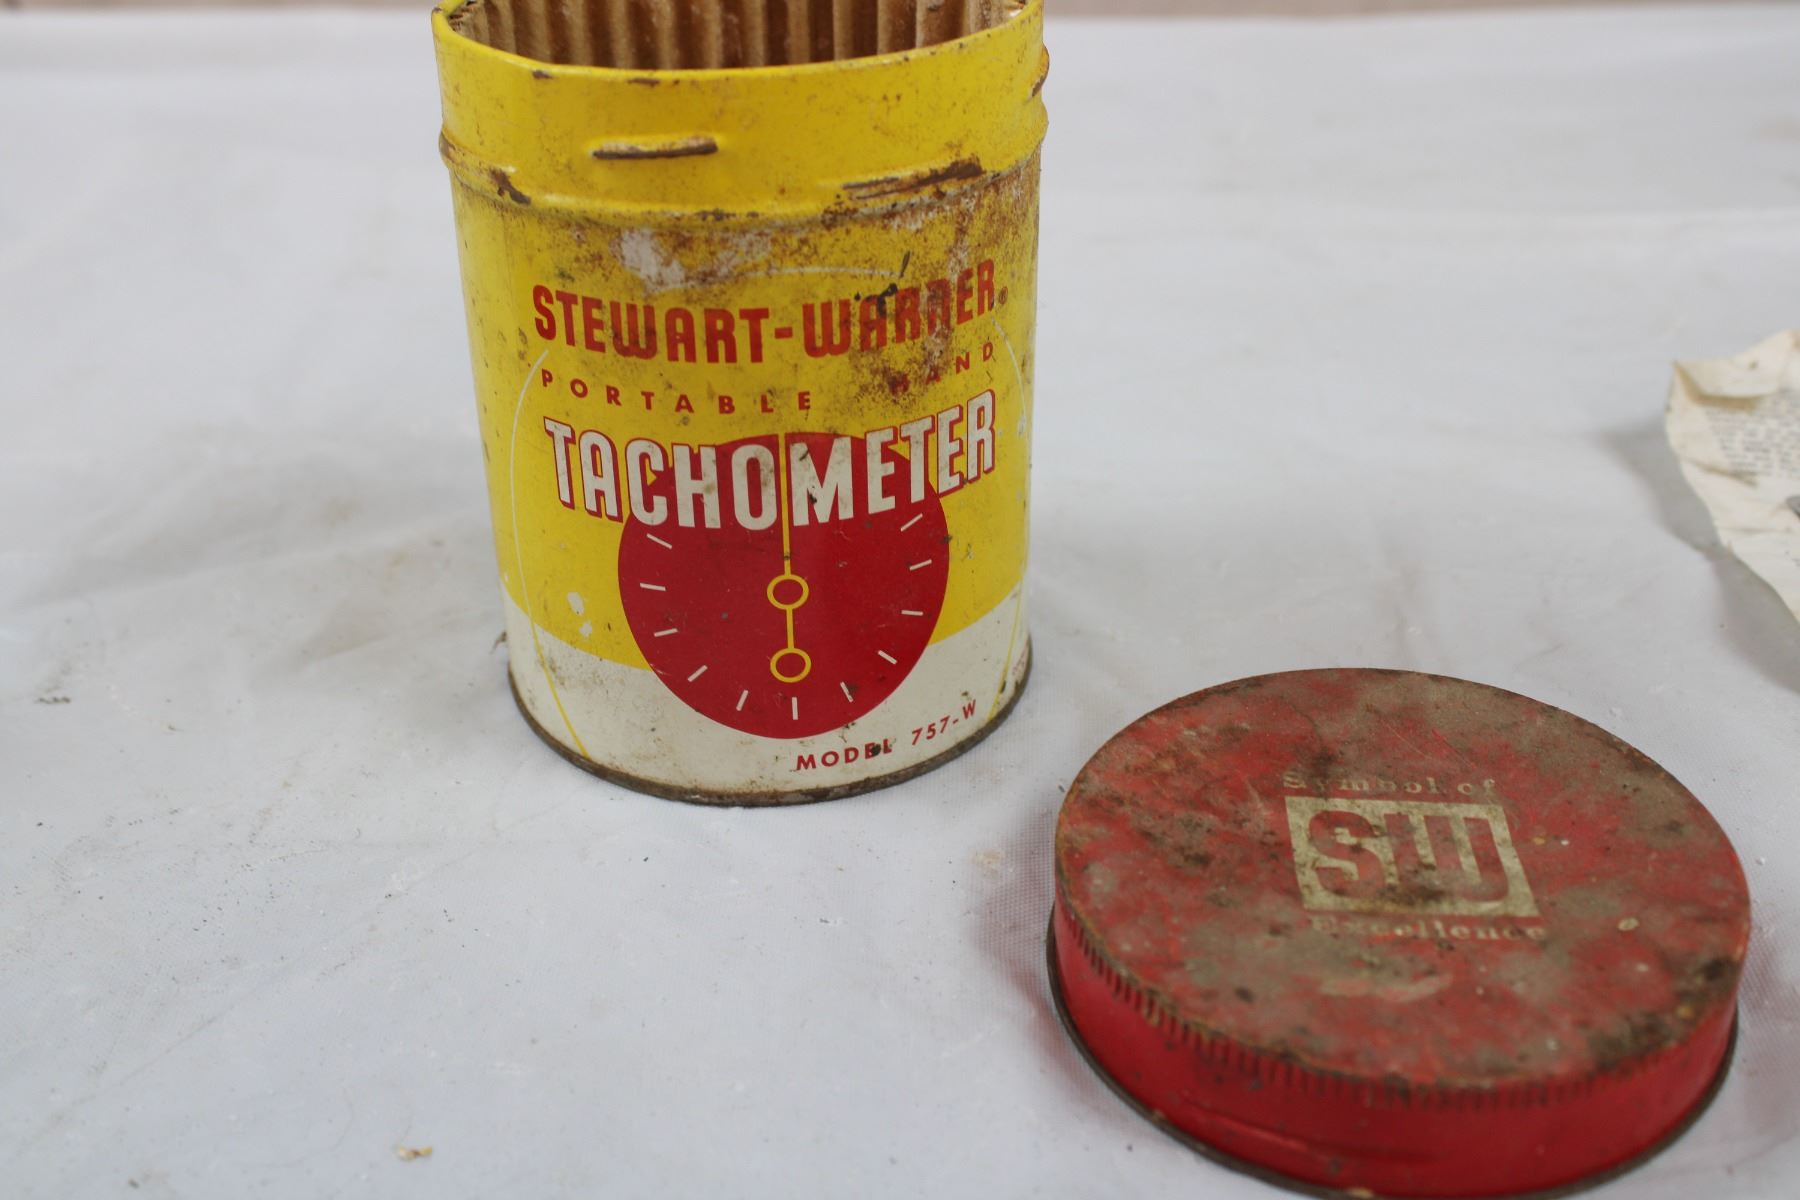 STEWART-WARNER®
PORTABLE HAND
TACHOMETER
MODEL 757-W
Symbol of
SW
Excellence